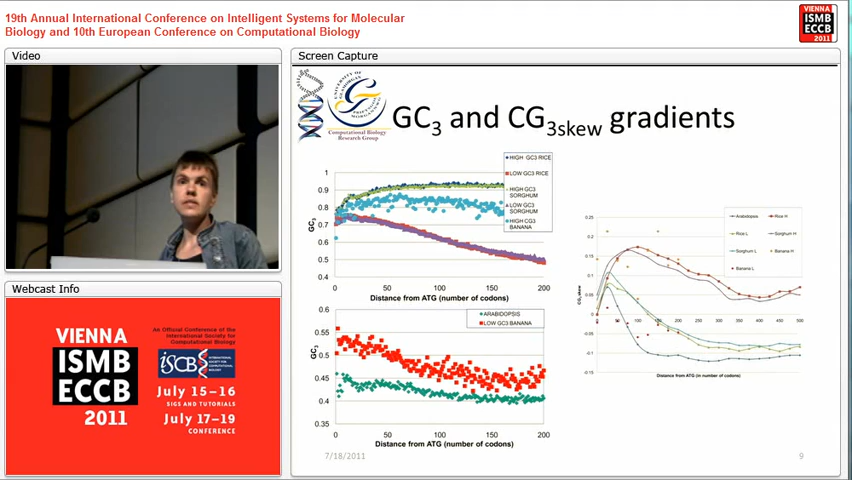 19th Annual International Conference on Intelligent Systems for Molecular
Biology and 10th European Conference on Computational Biology
VIENNA
ISMB
ECCB
2011
Video
Screen Capture
UNIVERSITY OF GLAMORGAN
PRIFYSGOL MORGANNWG
Computational Biology
Research Group
GC3 and CG3skew gradients
HIGH GC3 RICE
LOW GC3 RICE
HIGH GC3
SORGHUM
LOW GC3
SORGHUM
HIGH CG3
BANANA
GC3
1
0.9
0.8
0.7
0.6
0.5
0.4
0
50
100
150
200
Distance from ATG (number of codons)
ARABIDOPSIS
LOW GC3 BANANA
GC3
0.6
0.55
0.5
0.45
0.4
0.35
0
50
100
150
200
Distance from ATG (number of codons)
Arabidopsis
Rice H
Rice L
Sorghum H
Sorghum L
Banana H
Banana L
CG3_skew
0.25
0.2
0.15
0.1
0.05
0
-0.05
-0.1
-0.15
50
100
150
200
250
300
350
400
450
500
Distance from ATG (in number of codons)
7/18/2011
9
Webcast Info
VIENNA
ISMB
ECCB
2011
An Official Conference of the
International Society for
Computational Biology
ISCB
INTERNATIONAL
SOCIETY FOR
COMPUTATIONAL
BIOLOGY
July 15–16
SIGS AND TUTORIALS
July 17–19
CONFERENCE